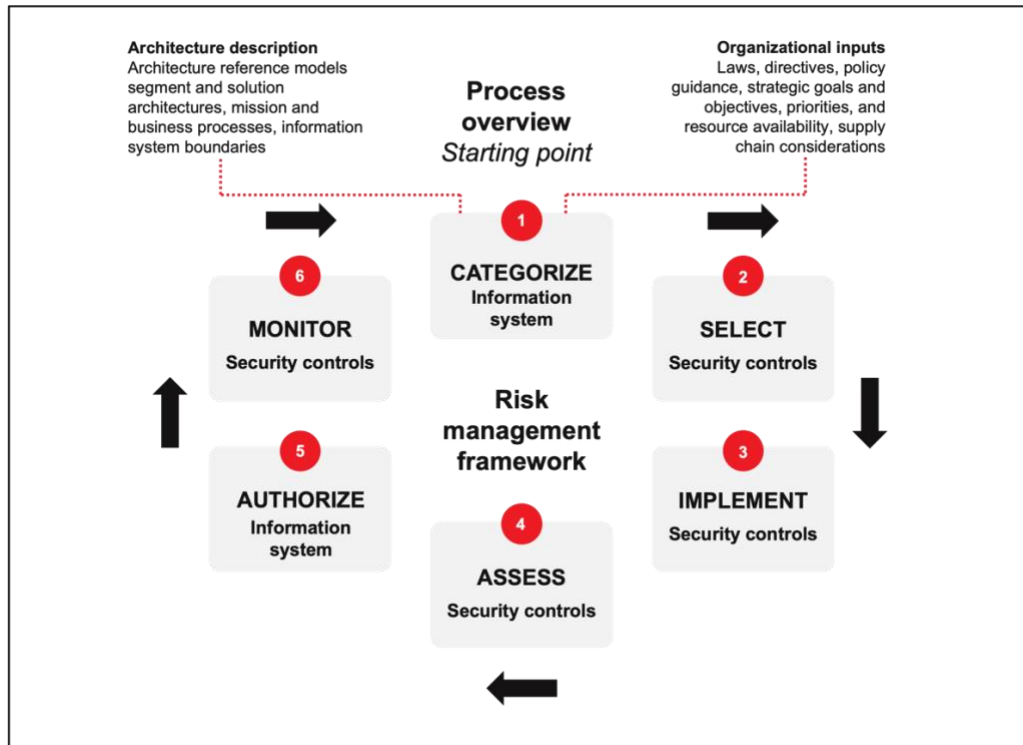 Architecture description
Architecture reference models
segment and solution
architectures, mission and
business processes, information
system boundaries
Process
overview
Starting point
Organizational inputs
Laws, directives, policy
guidance, strategic goals and
objectives, priorities, and
resource availability, supply
chain considerations
1
CATEGORIZE
Information
system
2
SELECT
Security controls
3
IMPLEMENT
Security controls
4
ASSESS
Security controls
5
AUTHORIZE
Information
system
6
MONITOR
Security controls
Risk
management
framework